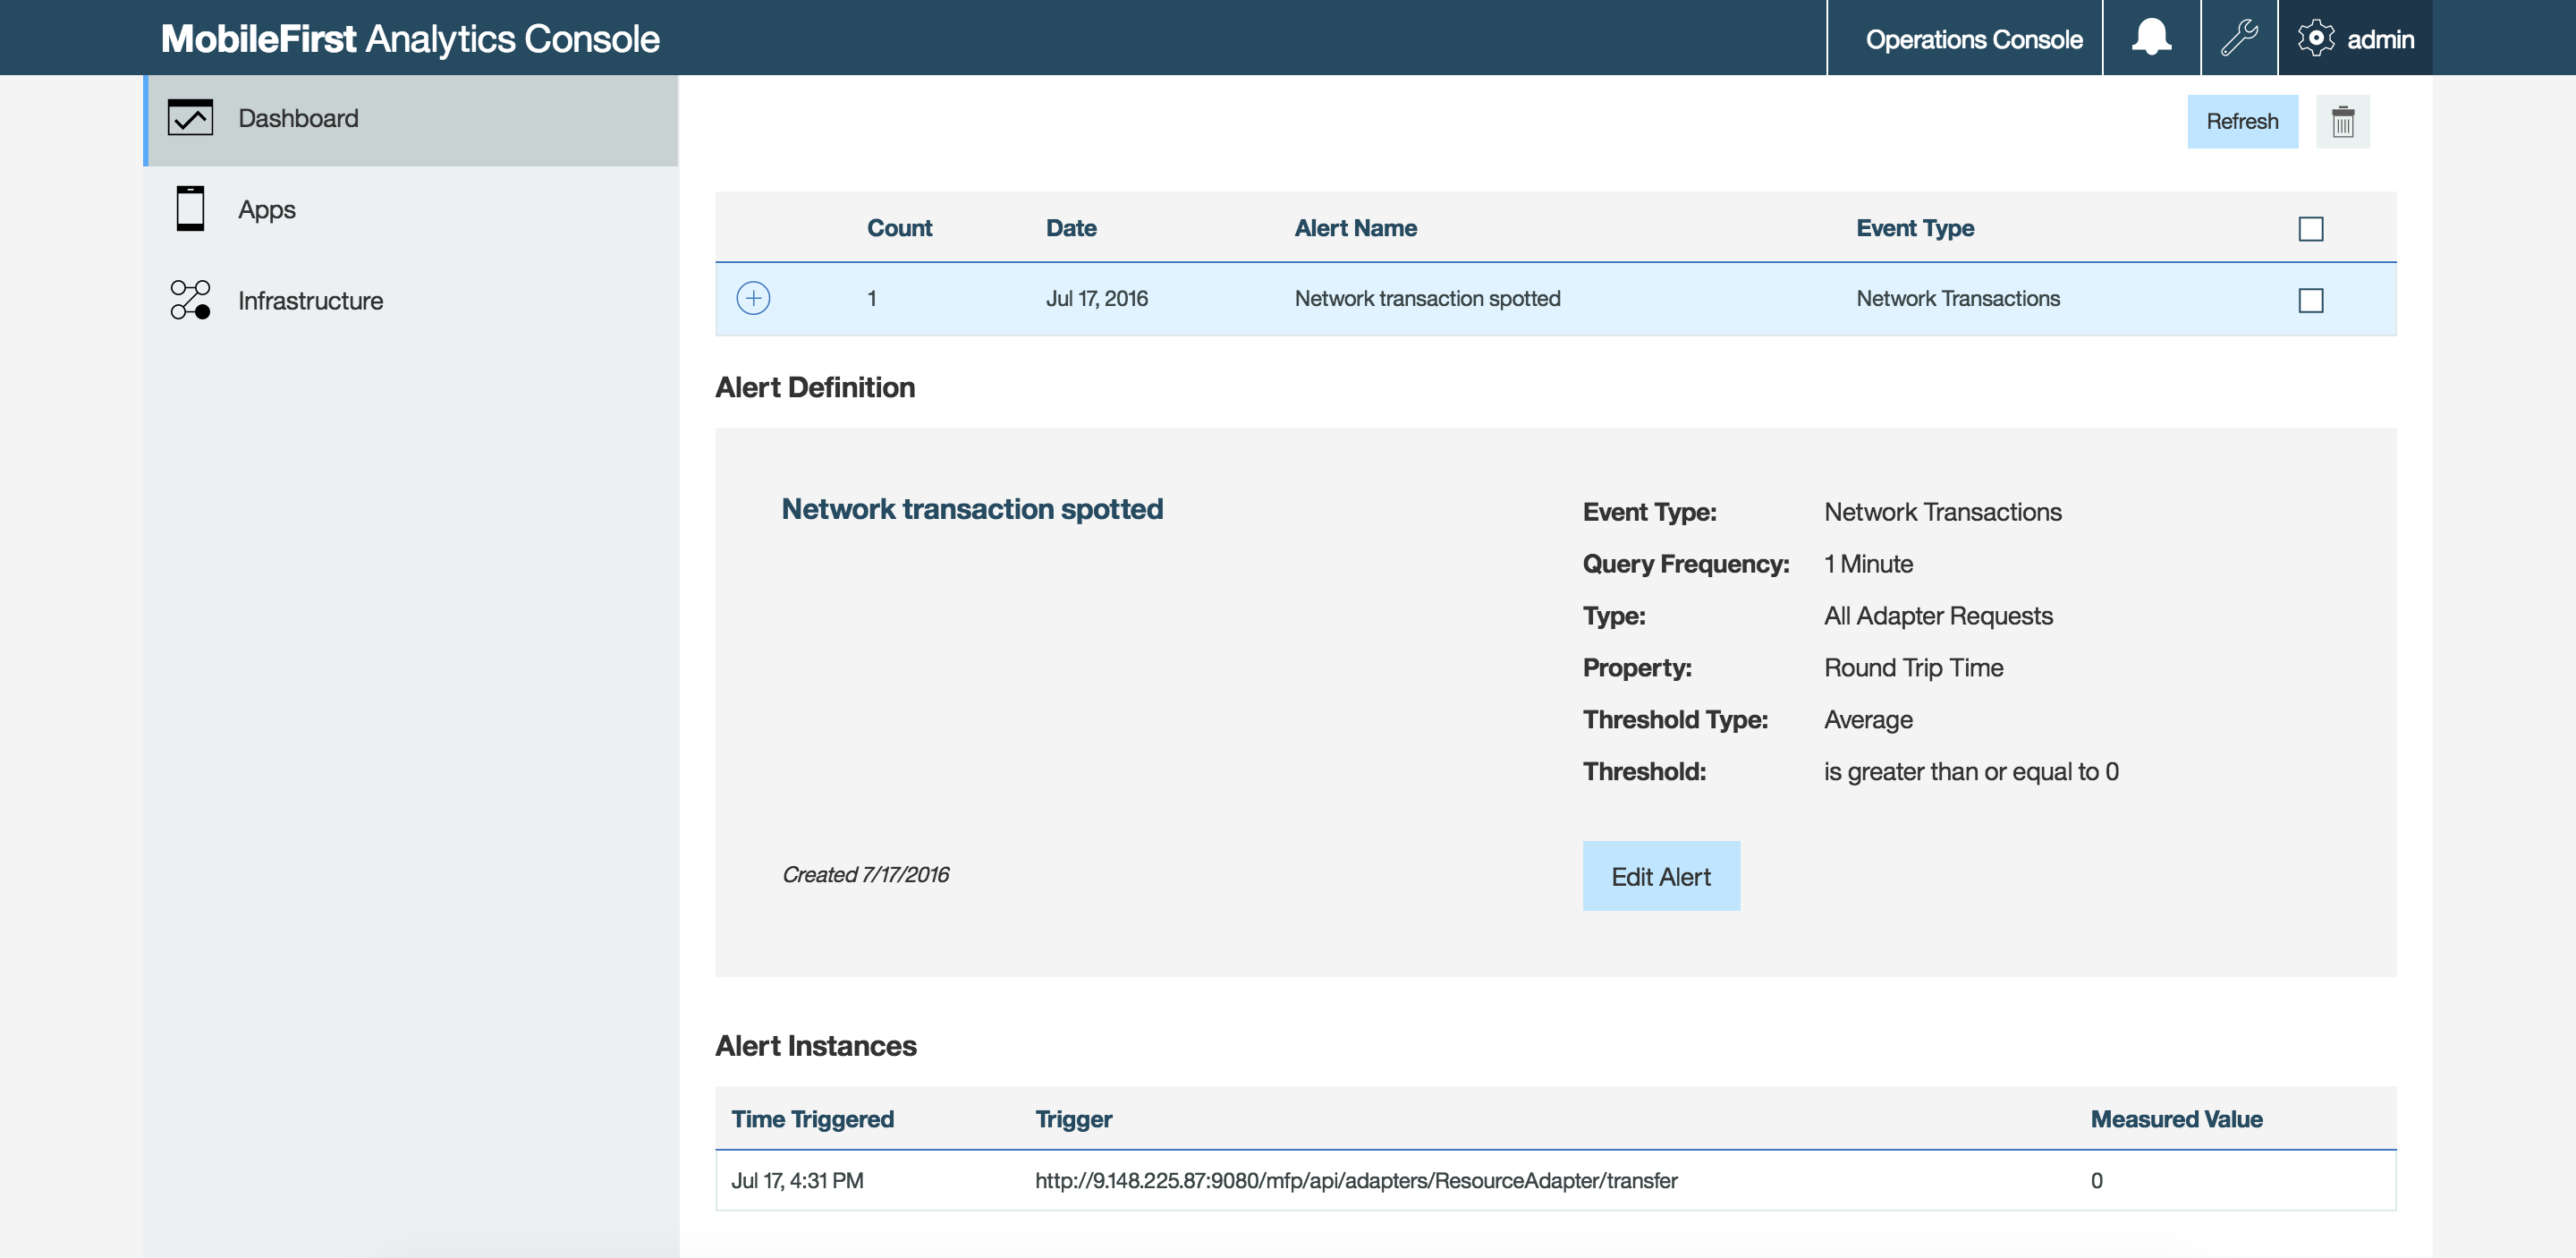 MobileFirst Analytics Console
Operations Console
admin
Dashboard
Apps
Infrastructure
Refresh
Count Date Alert Name Event Type
1 Jul 17, 2016 Network transaction spotted Network Transactions
Alert Definition
Network transaction spotted
Event Type: Network Transactions
Query Frequency: 1 Minute
Type: All Adapter Requests
Property: Round Trip Time
Threshold Type: Average
Threshold: is greater than or equal to 0
Created 7/17/2016
Edit Alert
Alert Instances
Time Triggered Trigger Measured Value
Jul 17, 4:31 PM http://9.148.225.87:9080/mfp/api/adapters/ResourceAdapter/transfer 0